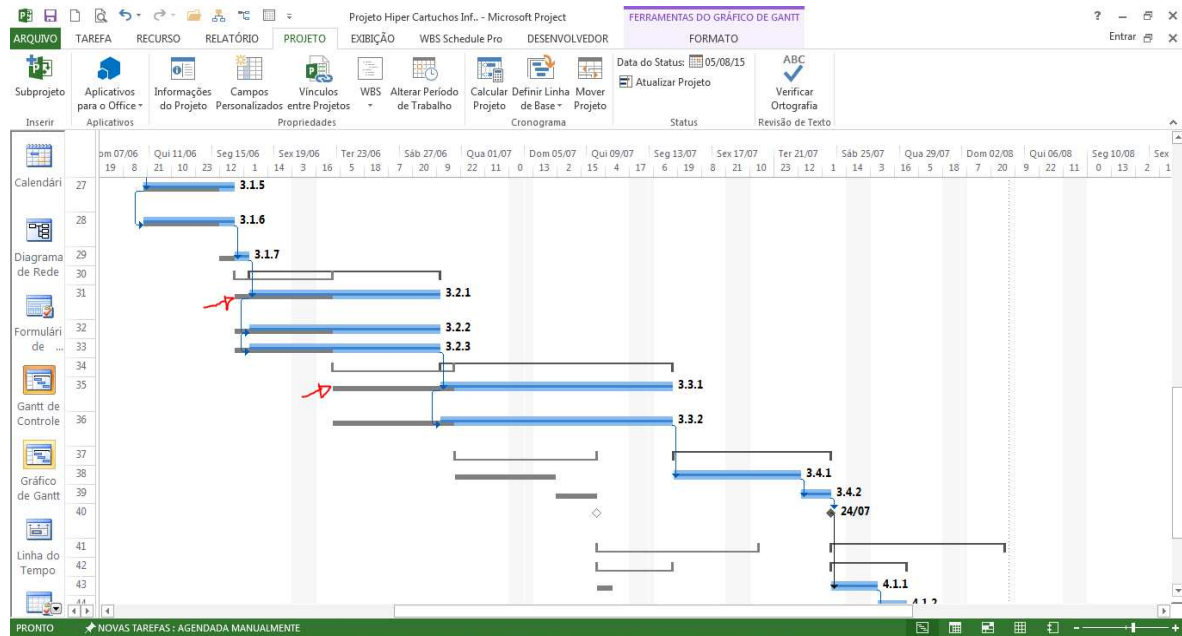 Projeto Hiper Cartuchos Inf.. - Microsoft Project
FERRAMENTAS DO GRÁFICO DE GANTT
ARQUIVO TAREFA RECURSO RELATÓRIO PROJETO EXIBIÇÃO WBS Schedule Pro DESENVOLVEDOR FORMATO Entrar
Subprojeto
Aplicativos para o Office
Informações do Projeto
Campos Personalizados
Vínculos entre Projetos
WBS
Alterar Período de Trabalho
Calcular Projeto
Definir Linha de Base
Mover Projeto
Data do Status: 05/08/15
Atualizar Projeto
ABC
Verificar Ortografia
Inserir Aplicativos Propriedades Cronograma Status Revisão de Texto
om 07/06 Qui 11/06 Seg 15/06 Sex 19/06 Ter 23/06 Sáb 27/06 Qua 01/07 Dom 05/07 Qui 09/07 Seg 13/07 Sex 17/07 Ter 21/07 Sáb 25/07 Qua 29/07 Dom 02/08 Qui 06/08 Seg 10/08 Sex
19 8 21 10 23 12 1 14 3 16 5 18 7 20 9 22 11 0 13 2 15 4 17 6 19 8 21 10 23 12 1 14 3 16 5 18 7 20 9 22 11 0 13 2 1
Calendári
Diagrama de Rede
Formulári de ...
Gantt de Controle
Gráfico de Gantt
Linha do Tempo
27 3.1.5
28 3.1.6
29 3.1.7
30
31 3.2.1
32 3.2.2
33 3.2.3
34
35 3.3.1
36 3.3.2
37
38 3.4.1
39 3.4.2
40 24/07
41
42
43 4.1.1
44 4.1.2
PRONTO NOVAS TAREFAS : AGENDADA MANUALMENTE